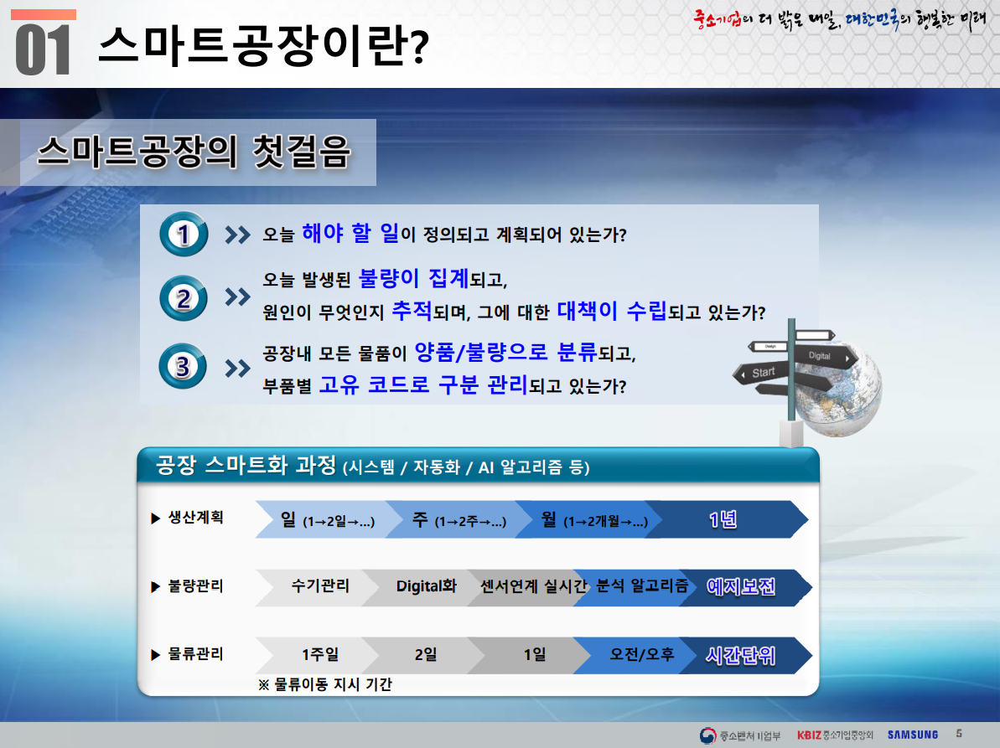 중소기업의 더 밝은 내일, 대한민국의 행복한 미래
01 스마트공장이란?
스마트공장의 첫걸음
1 오늘 해야 할 일이 정의되고 계획되어 있는가?
2 오늘 발생된 불량이 집계되고,
원인이 무엇인지 추적되며, 그에 대한 대책이 수립되고 있는가?
3 공장내 모든 물품이 양품/불량으로 분류되고,
부품별 고유 코드로 구분 관리되고 있는가?
Design
Digital
Start
공장 스마트화 과정 (시스템 / 자동화 / AI 알고리즘 등)
▶ 생산계획 일 (1→2일→...) 주 (1→2주→...) 월 (1→2개월→...) 1년
▶ 불량관리 수기관리 Digital화 센서연계 실시간 분석 알고리즘 예지보전
▶ 물류관리 1주일 2일 1일 오전/오후 시간단위
※ 물류이동 지시 기간
중소벤처기업부 KBIZ중소기업중앙회 SAMSUNG 5